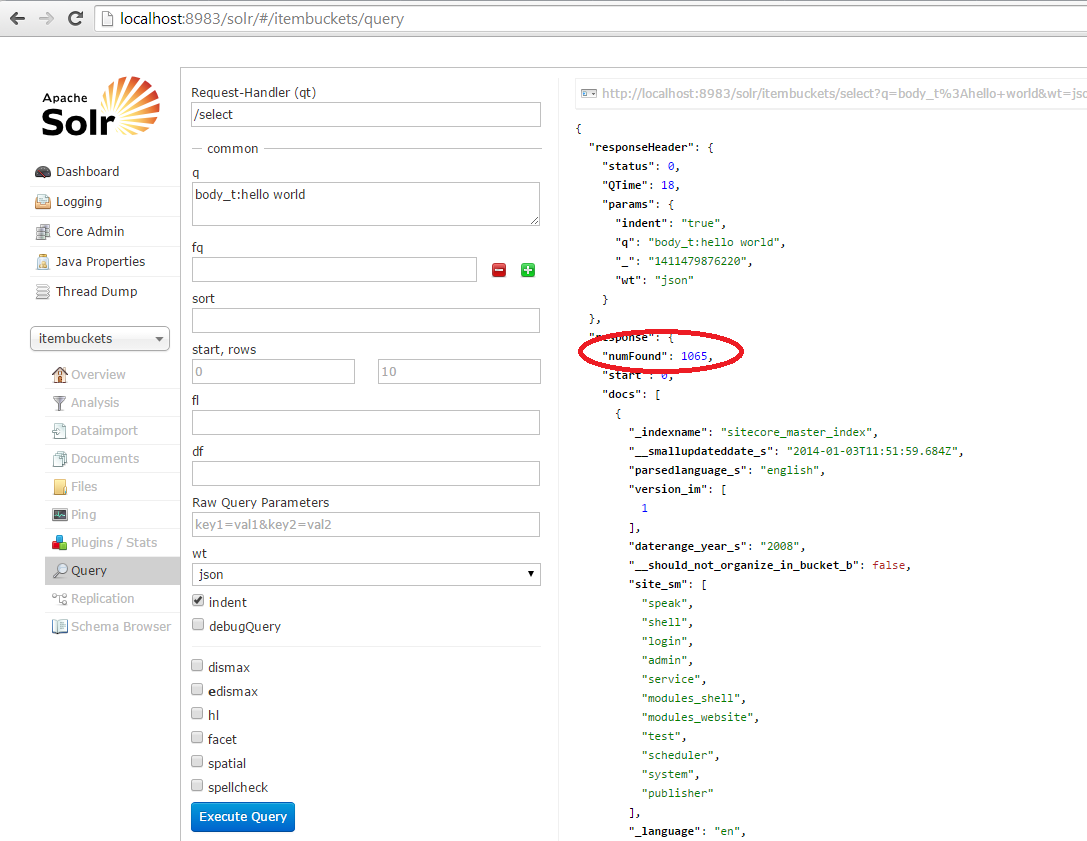 localhost:8983/solr/#/itembuckets/query
Apache
Solr
Dashboard
Logging
Core Admin
Java Properties
Thread Dump
itembuckets
Overview
Analysis
Dataimport
Documents
Files
Ping
Plugins / Stats
Query
Replication
Schema Browser
Request-Handler (qt)
/select
common
q
body_t:hello world
fq
sort
start, rows
0 10
fl
df
Raw Query Parameters
key1=val1&key2=val2
wt
json
indent
debugQuery
dismax
edismax
hl
facet
spatial
spellcheck
Execute Query
http://localhost:8983/solr/itembuckets/select?q=body_t%3Ahello+world&wt=jso
{
"responseHeader": {
"status": 0,
"QTime": 18,
"params": {
"indent": "true",
"q": "body_t:hello world",
"_": "1411479876220",
"wt": "json"
}
},
"response": {
"numFound": 1065,
"start": 0,
"docs": [
{
"_indexname": "sitecore_master_index",
"__smallupdateddate_s": "2014-01-03T11:51:59.684Z",
"parsedlanguage_s": "english",
"version_im": [
1
],
"daterange_year_s": "2008",
"__should_not_organize_in_bucket_b": false,
"site_sm": [
"speak",
"shell",
"login",
"admin",
"service",
"modules_shell",
"modules_website",
"test",
"scheduler",
"system",
"publisher"
],
"_language": "en",